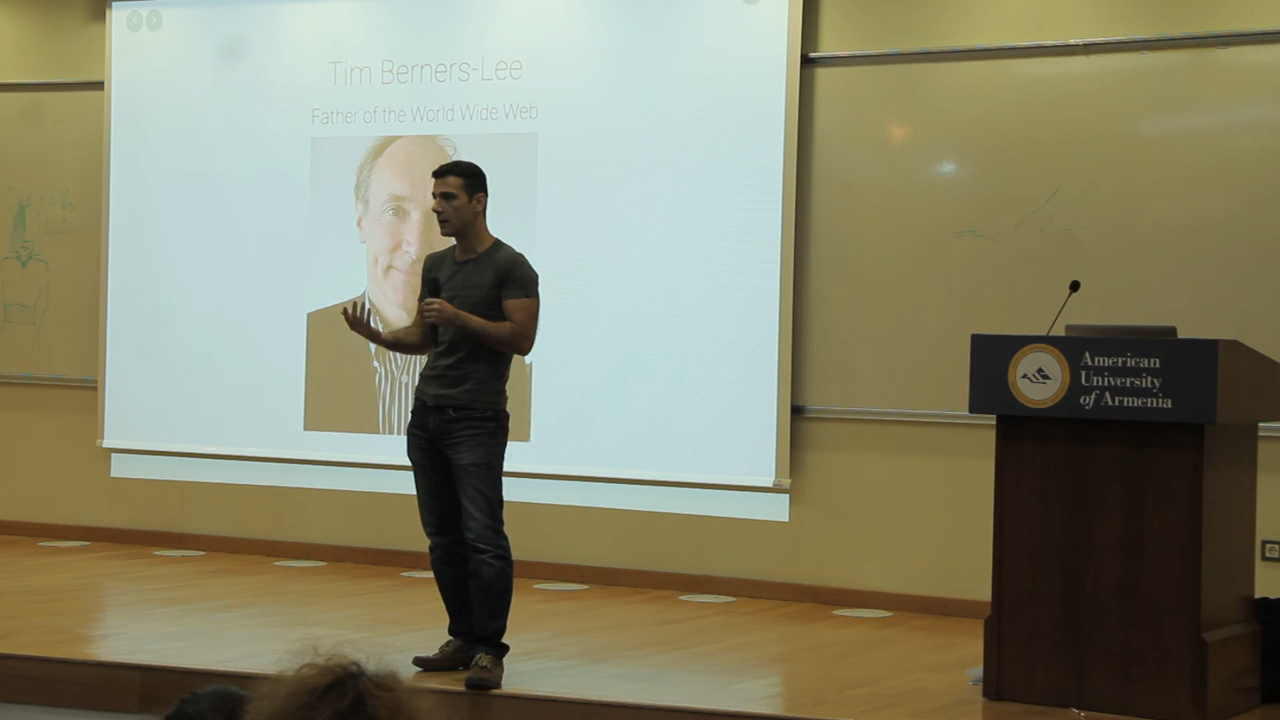 Tim Berners-Lee
Father of the World Wide Web
American
University
of Armenia